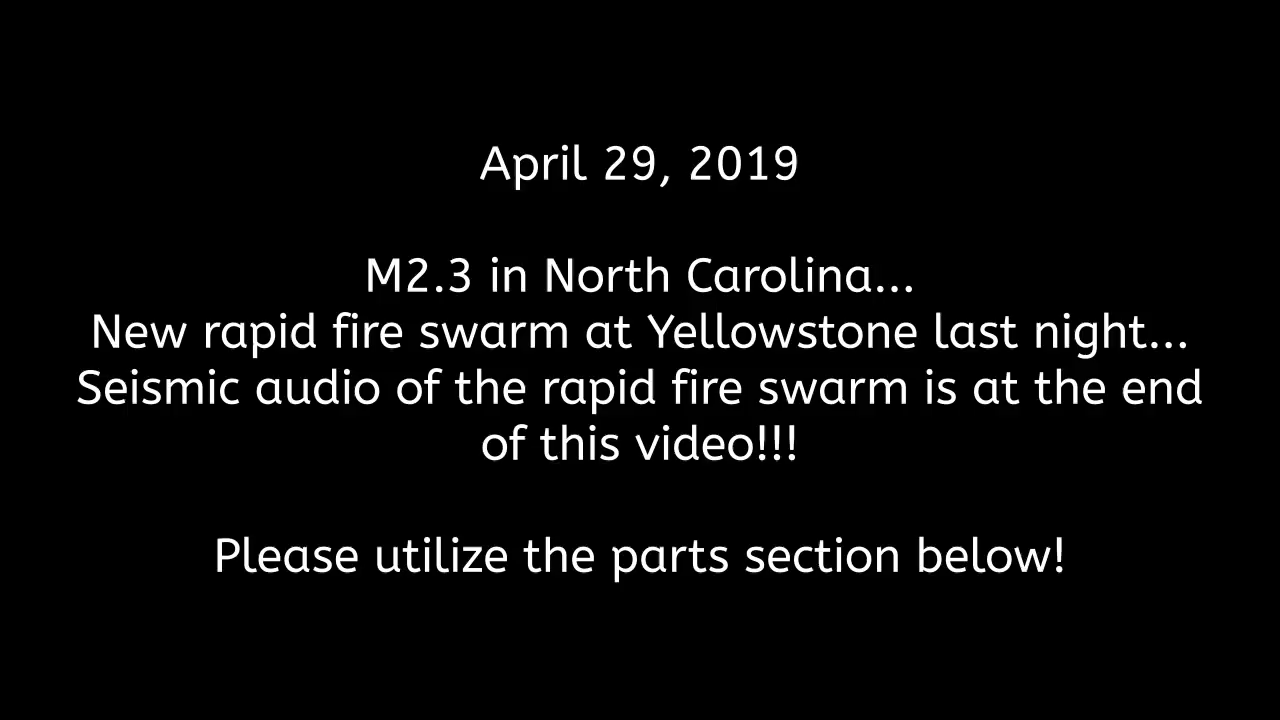 April 29, 2019
M2.3 in North Carolina...
New rapid fire swarm at Yellowstone last night...
Seismic audio of the rapid fire swarm is at the end
of this video!!!
Please utilize the parts section below!